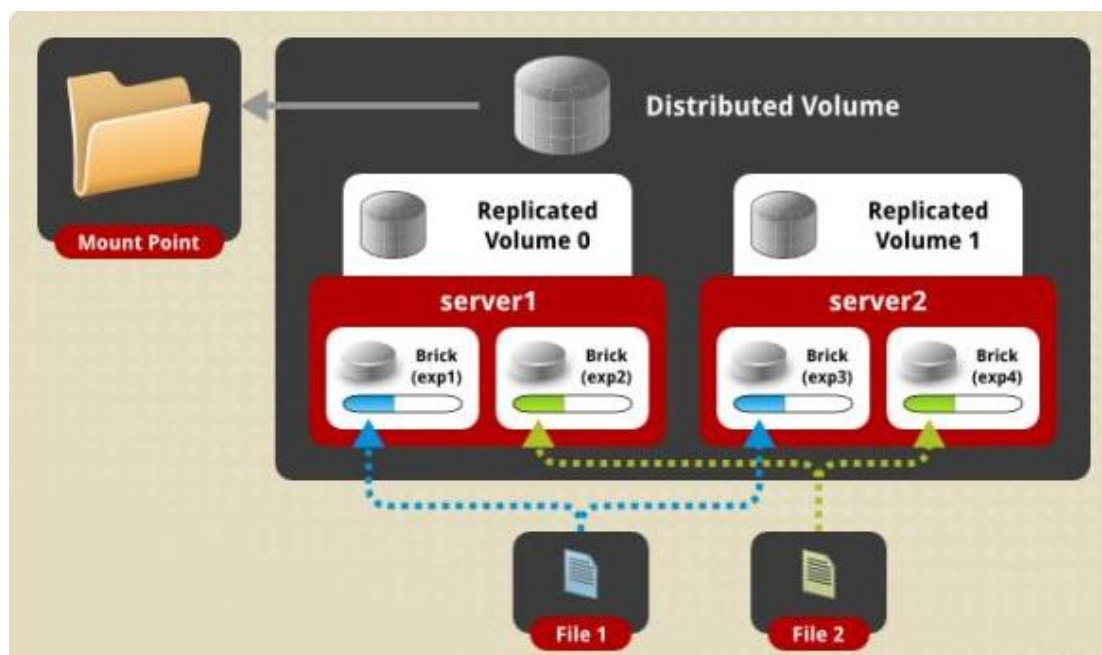 Distributed Volume
Mount Point
Replicated
Volume 0
Replicated
Volume 1
server1
server2
Brick
(exp1)
Brick
(exp2)
Brick
(exp3)
Brick
(exp4)
File 1
File 2